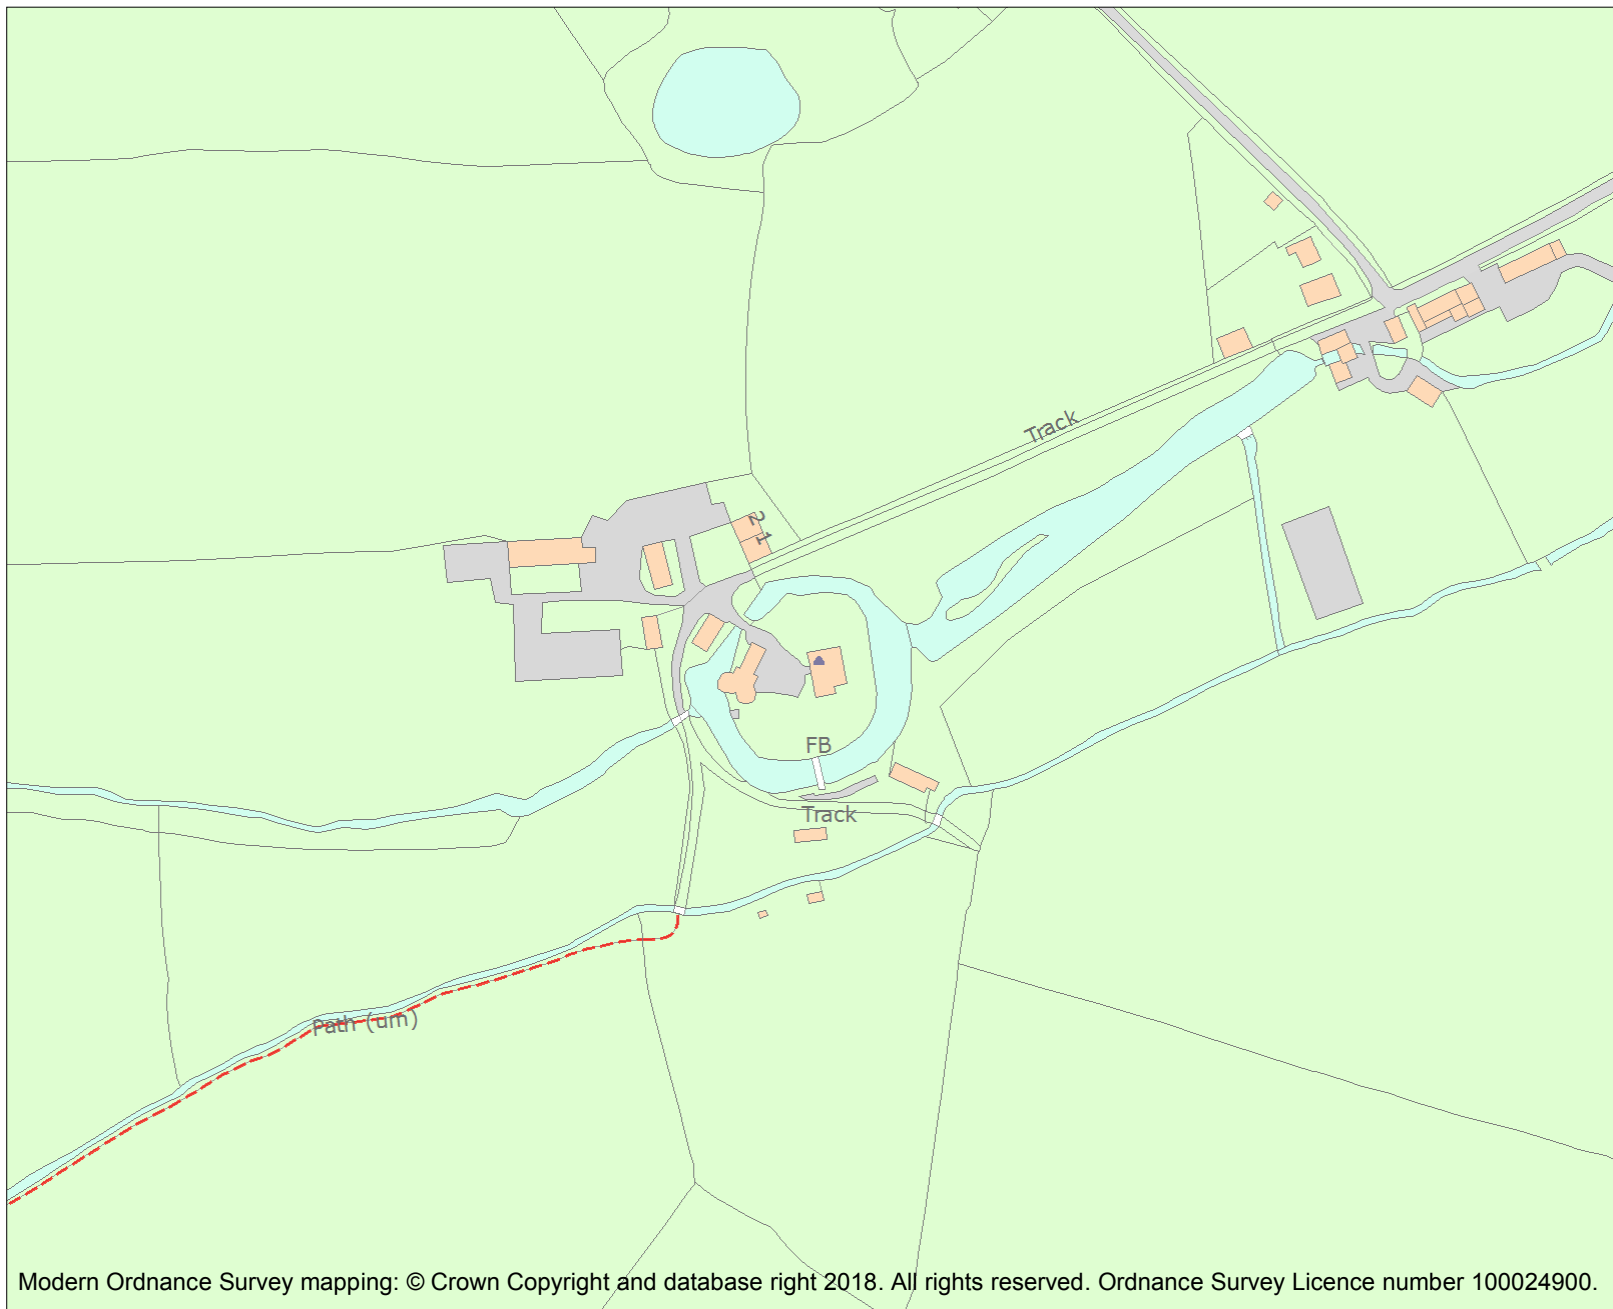 Track
2
1
FB
Track
Path (um)
Modern Ordnance Survey mapping: © Crown Copyright and database right 2018. All rights reserved. Ordnance Survey Licence number 100024900.